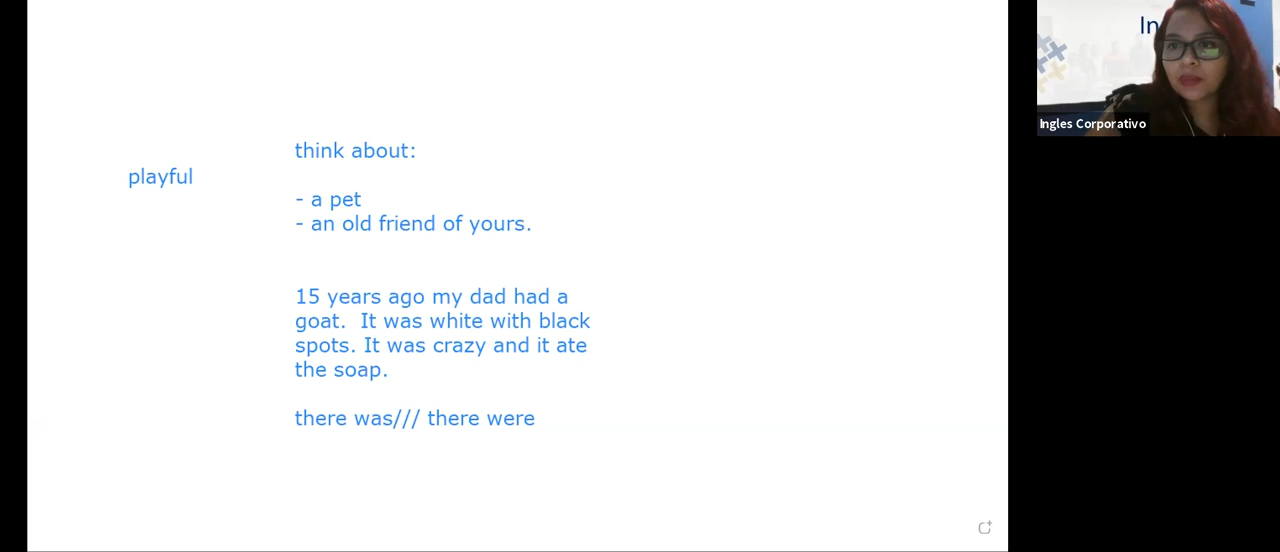 think about:
playful
- a pet
- an old friend of yours.
15 years ago my dad had a
goat.  It was white with black
spots. It was crazy and it ate
the soap.
there was/// there were
In
Ingles Corporativo